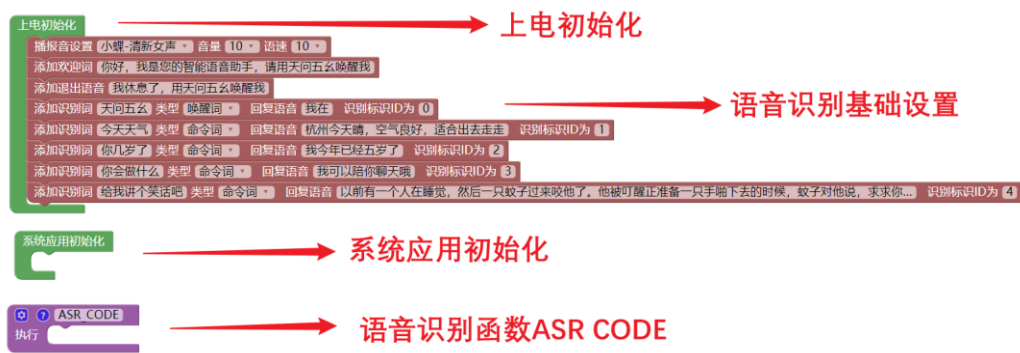 上电初始化
上电初始化
播报音设置 小蝶-清新女声 音量 10 语速 10
添加欢迎词 你好，我是您的智能语音助手，请用天问五幺唤醒我
添加退出语音 我休息了，用天问五幺唤醒我
添加识别词 天问五幺 类型 唤醒词 回复语音 我在 识别标识ID为 0
语音识别基础设置
添加识别词 今天天气 类型 命令词 回复语音 杭州今天晴，空气良好，适合出去走走 识别标识ID为 1
添加识别词 你几岁了 类型 命令词 回复语音 我今年已经五岁了 识别标识ID为 2
添加识别词 你会做什么 类型 命令词 回复语音 我可以陪你聊天哦 识别标识ID为 3
添加识别词 给我讲个笑话吧 类型 命令词 回复语音 以前有一个人在睡觉，然后一只蚊子过来咬他了。他被叮醒正准备一只手啪下去的时候，蚊子对他说，求求你... 识别标识ID为 4
系统应用初始化
系统应用初始化
? ASR_CODE
执行
语音识别函数ASR CODE